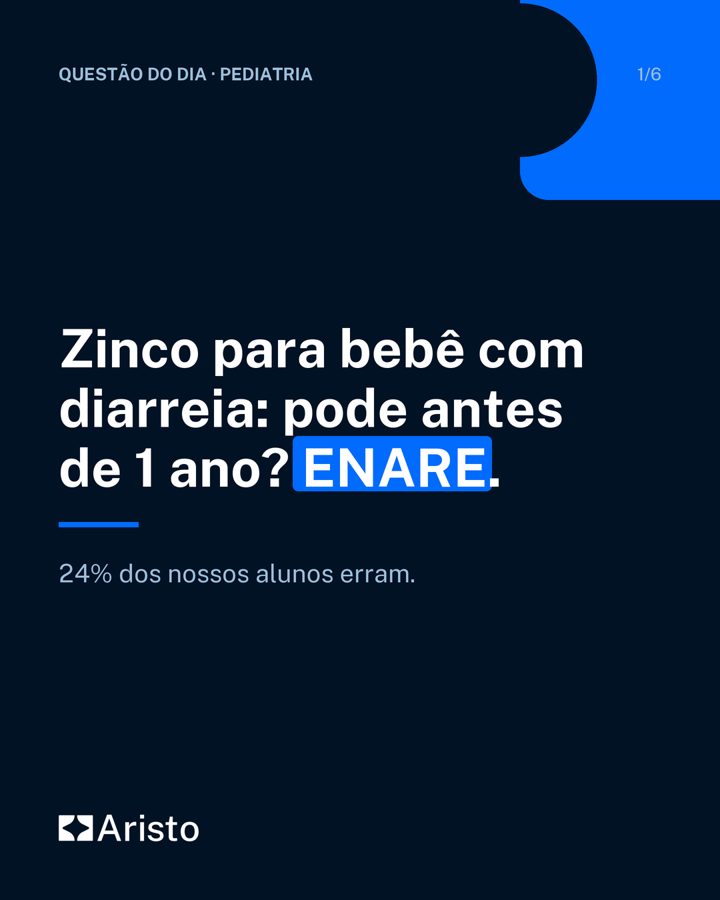 QUESTÃO DO DIA · PEDIATRIA
1/6
Zinco para bebê com
diarreia: pode antes
de 1 ano? ENARE.
24% dos nossos alunos erram.
Aristo